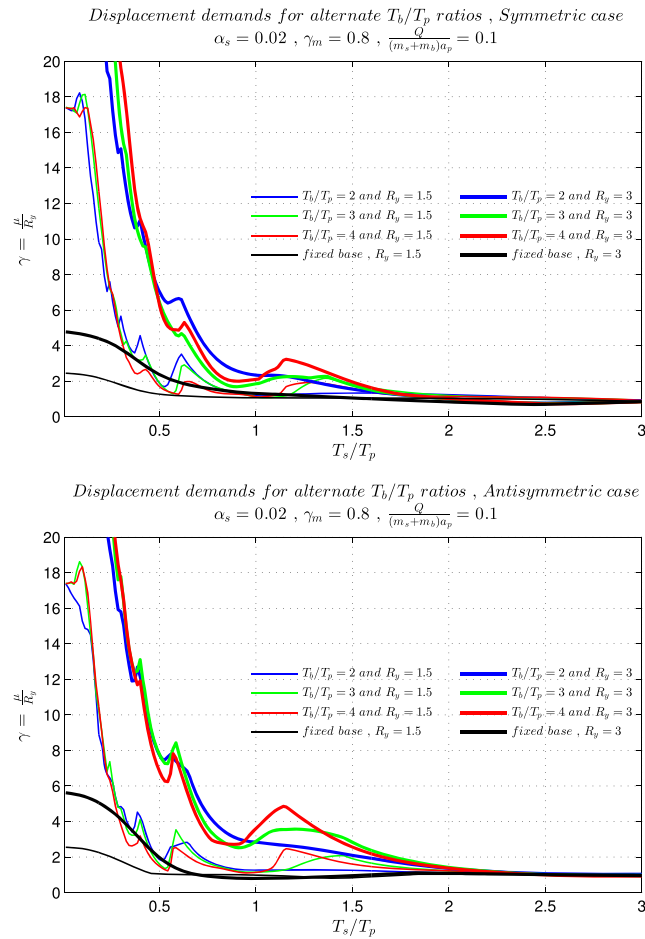 Displacement demands for alternate T_b/T_p ratios , Symmetric case
α_s = 0.02 , γ_m = 0.8 , Q/((m_s+m_b)a_p) = 0.1
20
18
16
14
12
10
8
6
4
2
0
γ = μ/R_y
T_b/T_p = 2 and R_y = 1.5
T_b/T_p = 3 and R_y = 1.5
T_b/T_p = 4 and R_y = 1.5
fixed base , R_y = 1.5
T_b/T_p = 2 and R_y = 3
T_b/T_p = 3 and R_y = 3
T_b/T_p = 4 and R_y = 3
fixed base , R_y = 3
0.5 1 1.5 2 2.5 3
T_s/T_p
Displacement demands for alternate T_b/T_p ratios , Antisymmetric case
α_s = 0.02 , γ_m = 0.8 , Q/((m_s+m_b)a_p) = 0.1
20
18
16
14
12
10
8
6
4
2
0
γ = μ/R_y
T_b/T_p = 2 and R_y = 1.5
T_b/T_p = 3 and R_y = 1.5
T_b/T_p = 4 and R_y = 1.5
fixed base , R_y = 1.5
T_b/T_p = 2 and R_y = 3
T_b/T_p = 3 and R_y = 3
T_b/T_p = 4 and R_y = 3
fixed base , R_y = 3
0.5 1 1.5 2 2.5 3
T_s/T_p